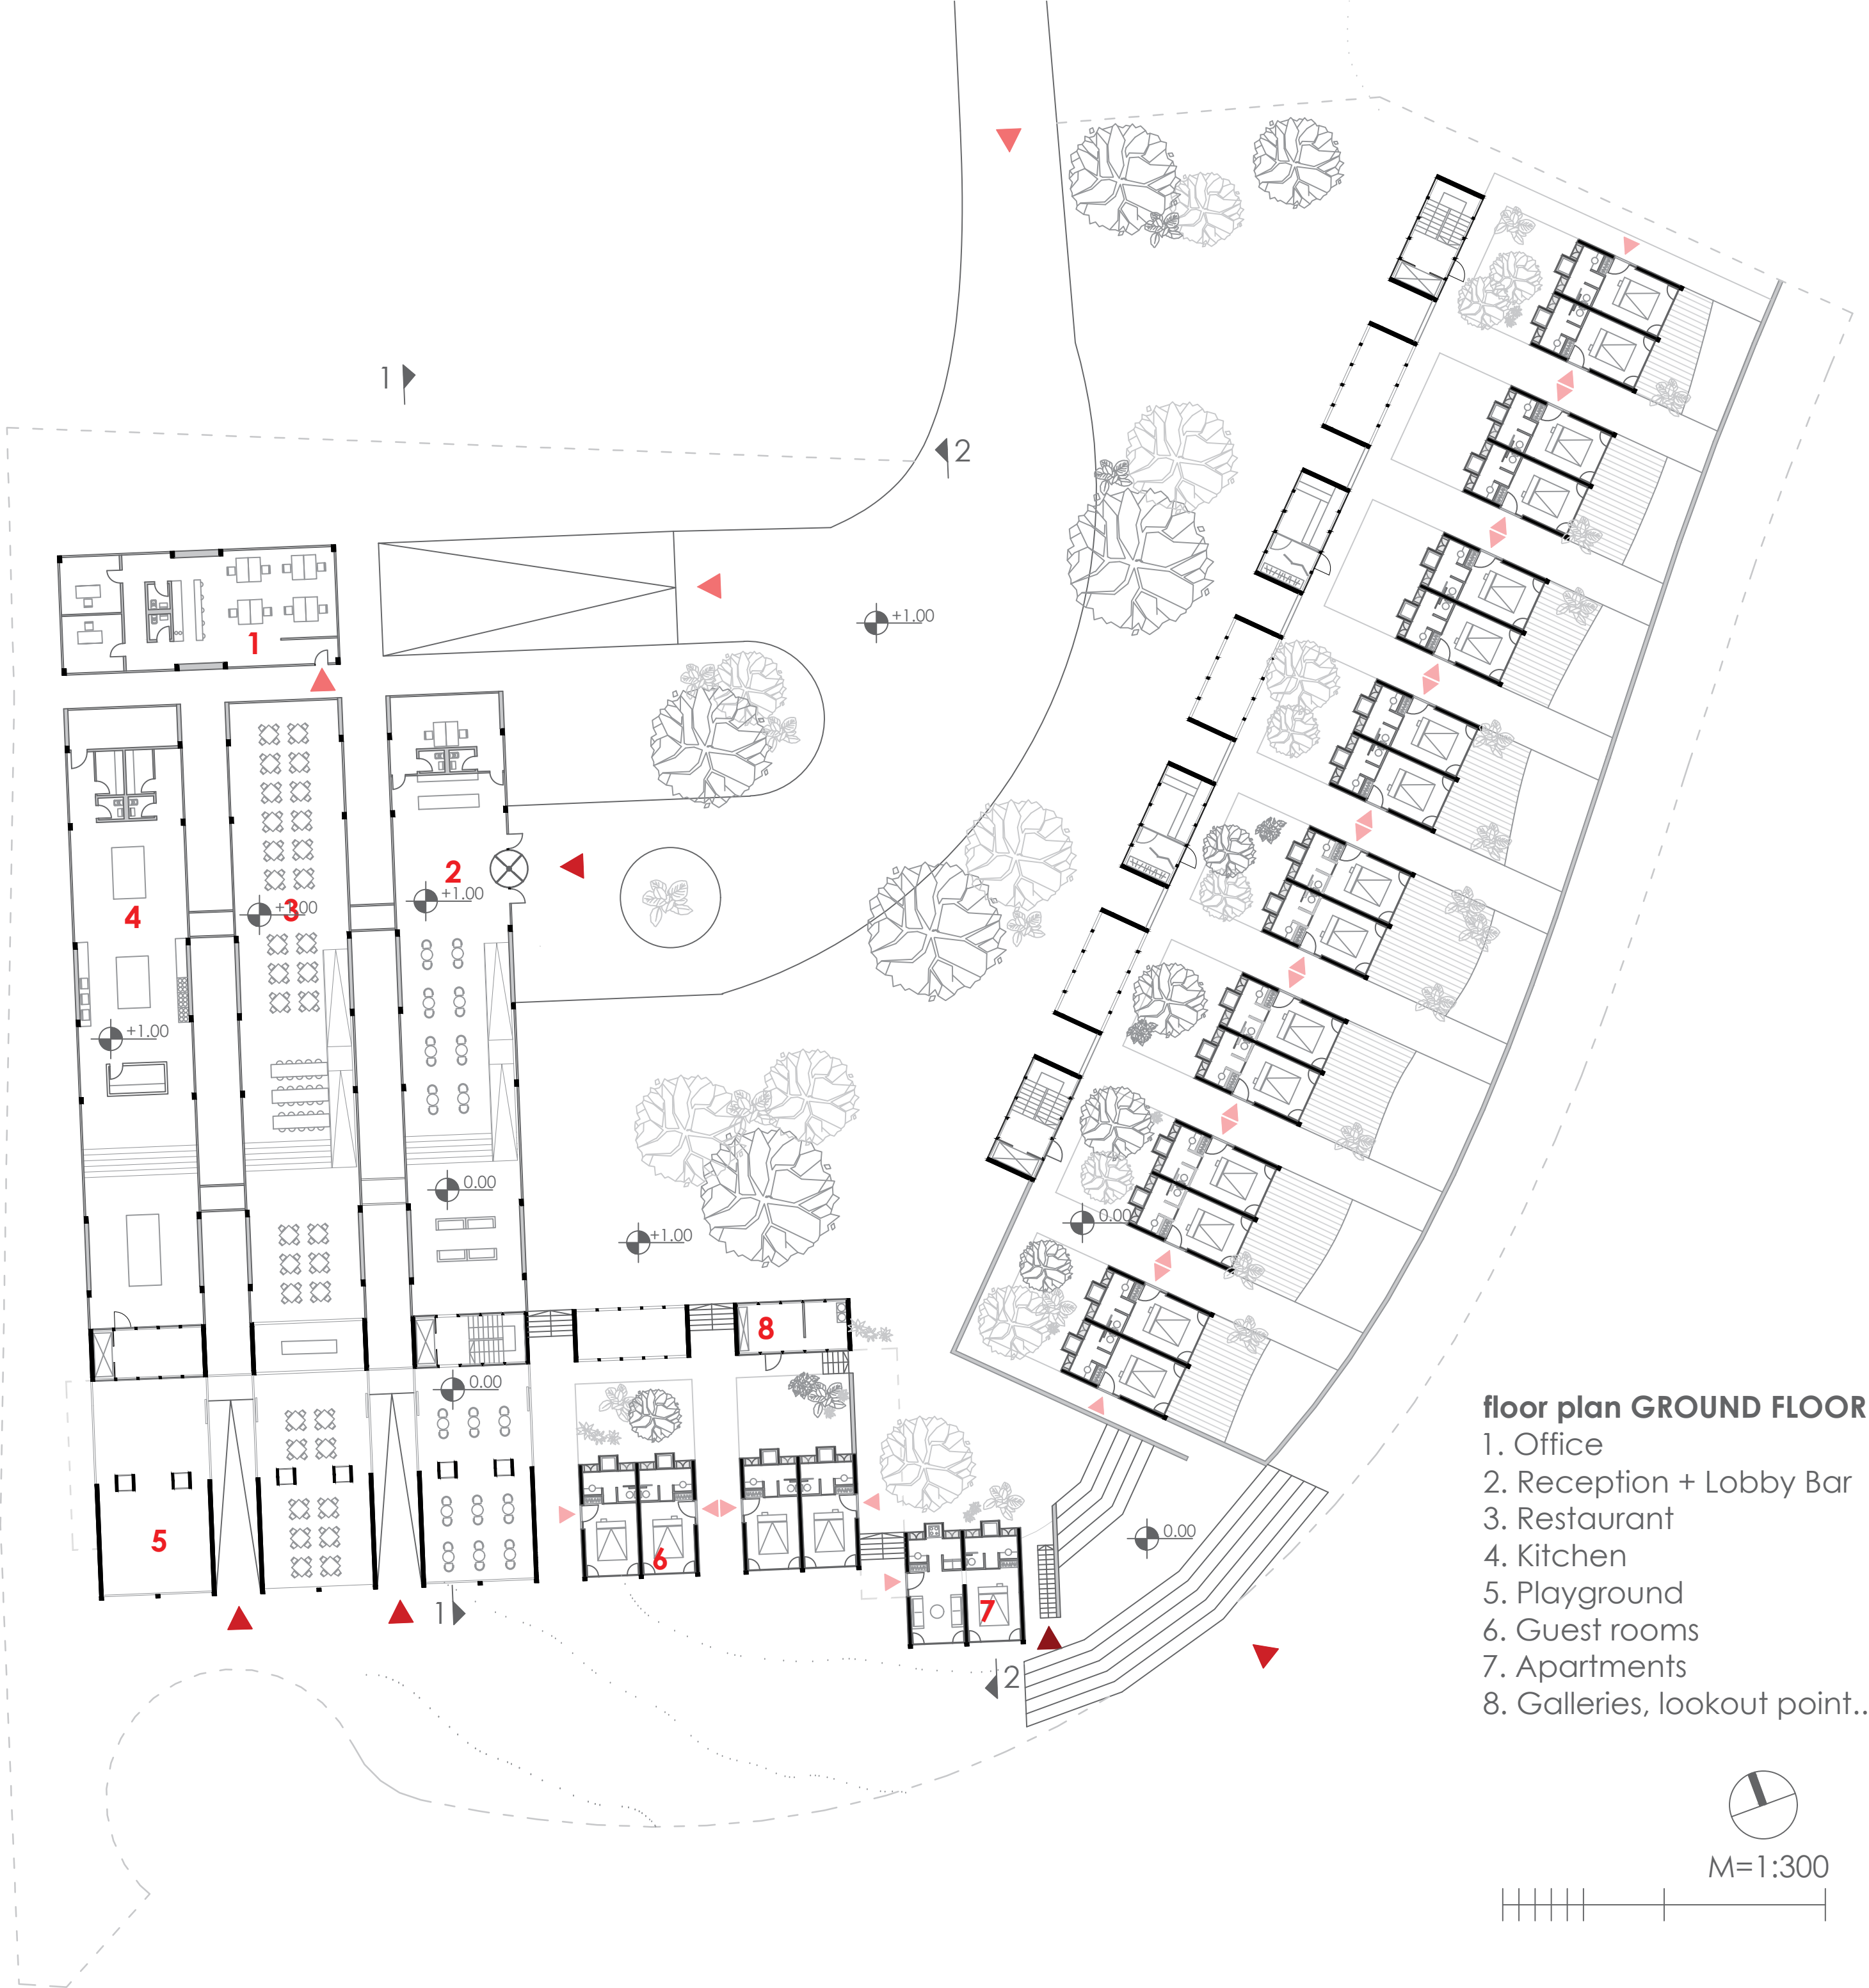 1
2
+1.00
1
2
+1.00
3
+1.00
4
+1.00
0.00
+1.00
0.00
8
0.00
5
6
0.00
7
1
2
floor plan GROUND FLOOR
1. Office
2. Reception + Lobby Bar
3. Restaurant
4. Kitchen
5. Playground
6. Guest rooms
7. Apartments
8. Galleries, lookout point..
M=1:300